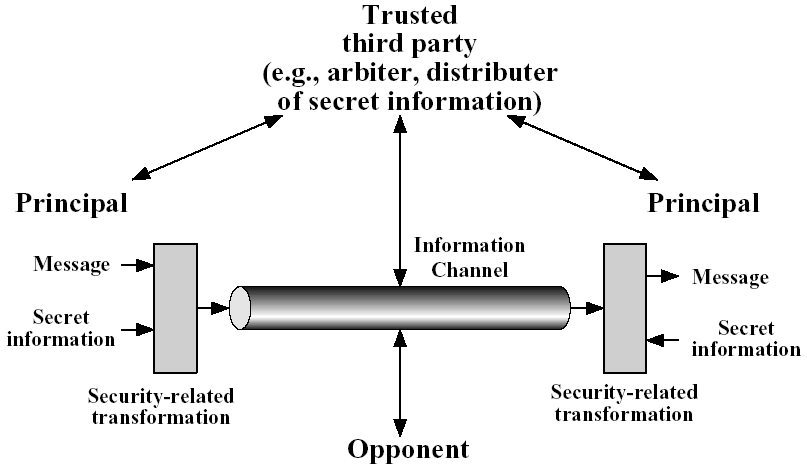 Trusted
third party
(e.g., arbiter, distributer
of secret information)
Principal
Principal
Information
Channel
Message
Secret
information
Security-related
transformation
Message
Secret
information
Security-related
transformation
Opponent